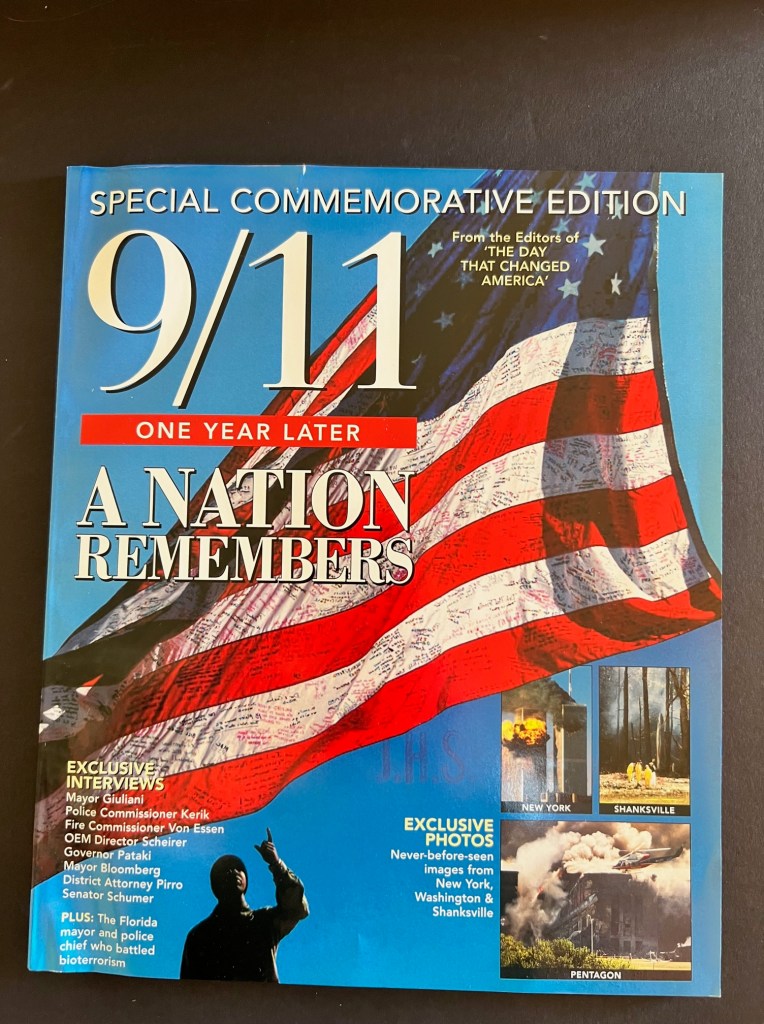 SPECIAL COMMEMORATIVE EDITION
9/11
From the Editors of
'THE DAY
THAT CHANGED
AMERICA'
ONE YEAR LATER
A NATION
REMEMBERS
J.H.S.
EXCLUSIVE
INTERVIEWS
Mayor Giuliani
Police Commissioner Kerik
Fire Commissioner Von Essen
OEM Director Scheirer
Governor Pataki
Mayor Bloomberg
District Attorney Pirro
Senator Schumer
PLUS: The Florida
mayor and police
chief who battled
bioterrorism
EXCLUSIVE
PHOTOS
Never-before-seen
images from
New York,
Washington &
Shanksville
NEW YORK
SHANKSVILLE
PENTAGON